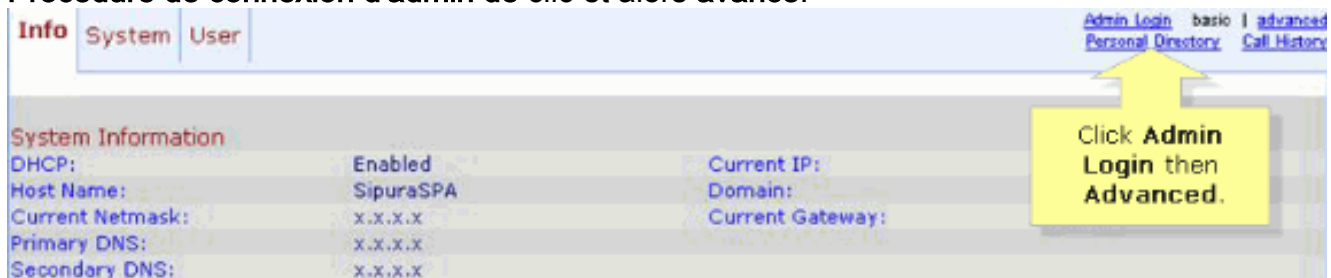 Procédure de connexion d'admin de clic et alors avancé.
Info System User
Admin Login basic | advanced
Personal Directory Call History
Click Admin
Login then
Advanced.
System Information
DHCP: Enabled Current IP:
Host Name: SipuraSPA Domain:
Current Netmask: x.x.x.x Current Gateway:
Primary DNS: x.x.x.x
Secondary DNS: x.x.x.x